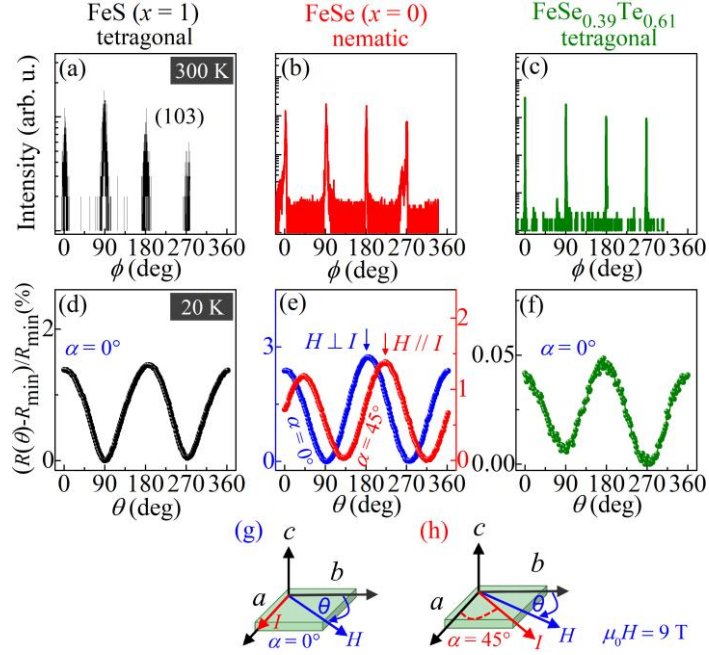 FeS (x = 1)
tetragonal
FeSe (x = 0)
nematic
FeSe0.39Te0.61
tetragonal
(a)
300 K
(103)
Intensity (arb. u.)
0 90 180 270 360
ϕ (deg)
(b)
0 90 180 270 360
ϕ (deg)
(c)
0 90 180 270 360
ϕ (deg)
(d)
20 K
α = 0°
(R(θ)-Rmin)/Rmin(%)
2
0
0 90 180 270 360
θ (deg)
(e)
H ⊥ I
H // I
α = 0°
α = 45°
3
0
2
1
0
0 90 180 270 360
θ (deg)
(f)
α = 0°
0.05
0.00
0 90 180 270 360
θ (deg)
(g)
c
b
a
I
θ
H
α = 0°
(h)
c
b
a
θ
H
I
α = 45°
μ0H = 9 T